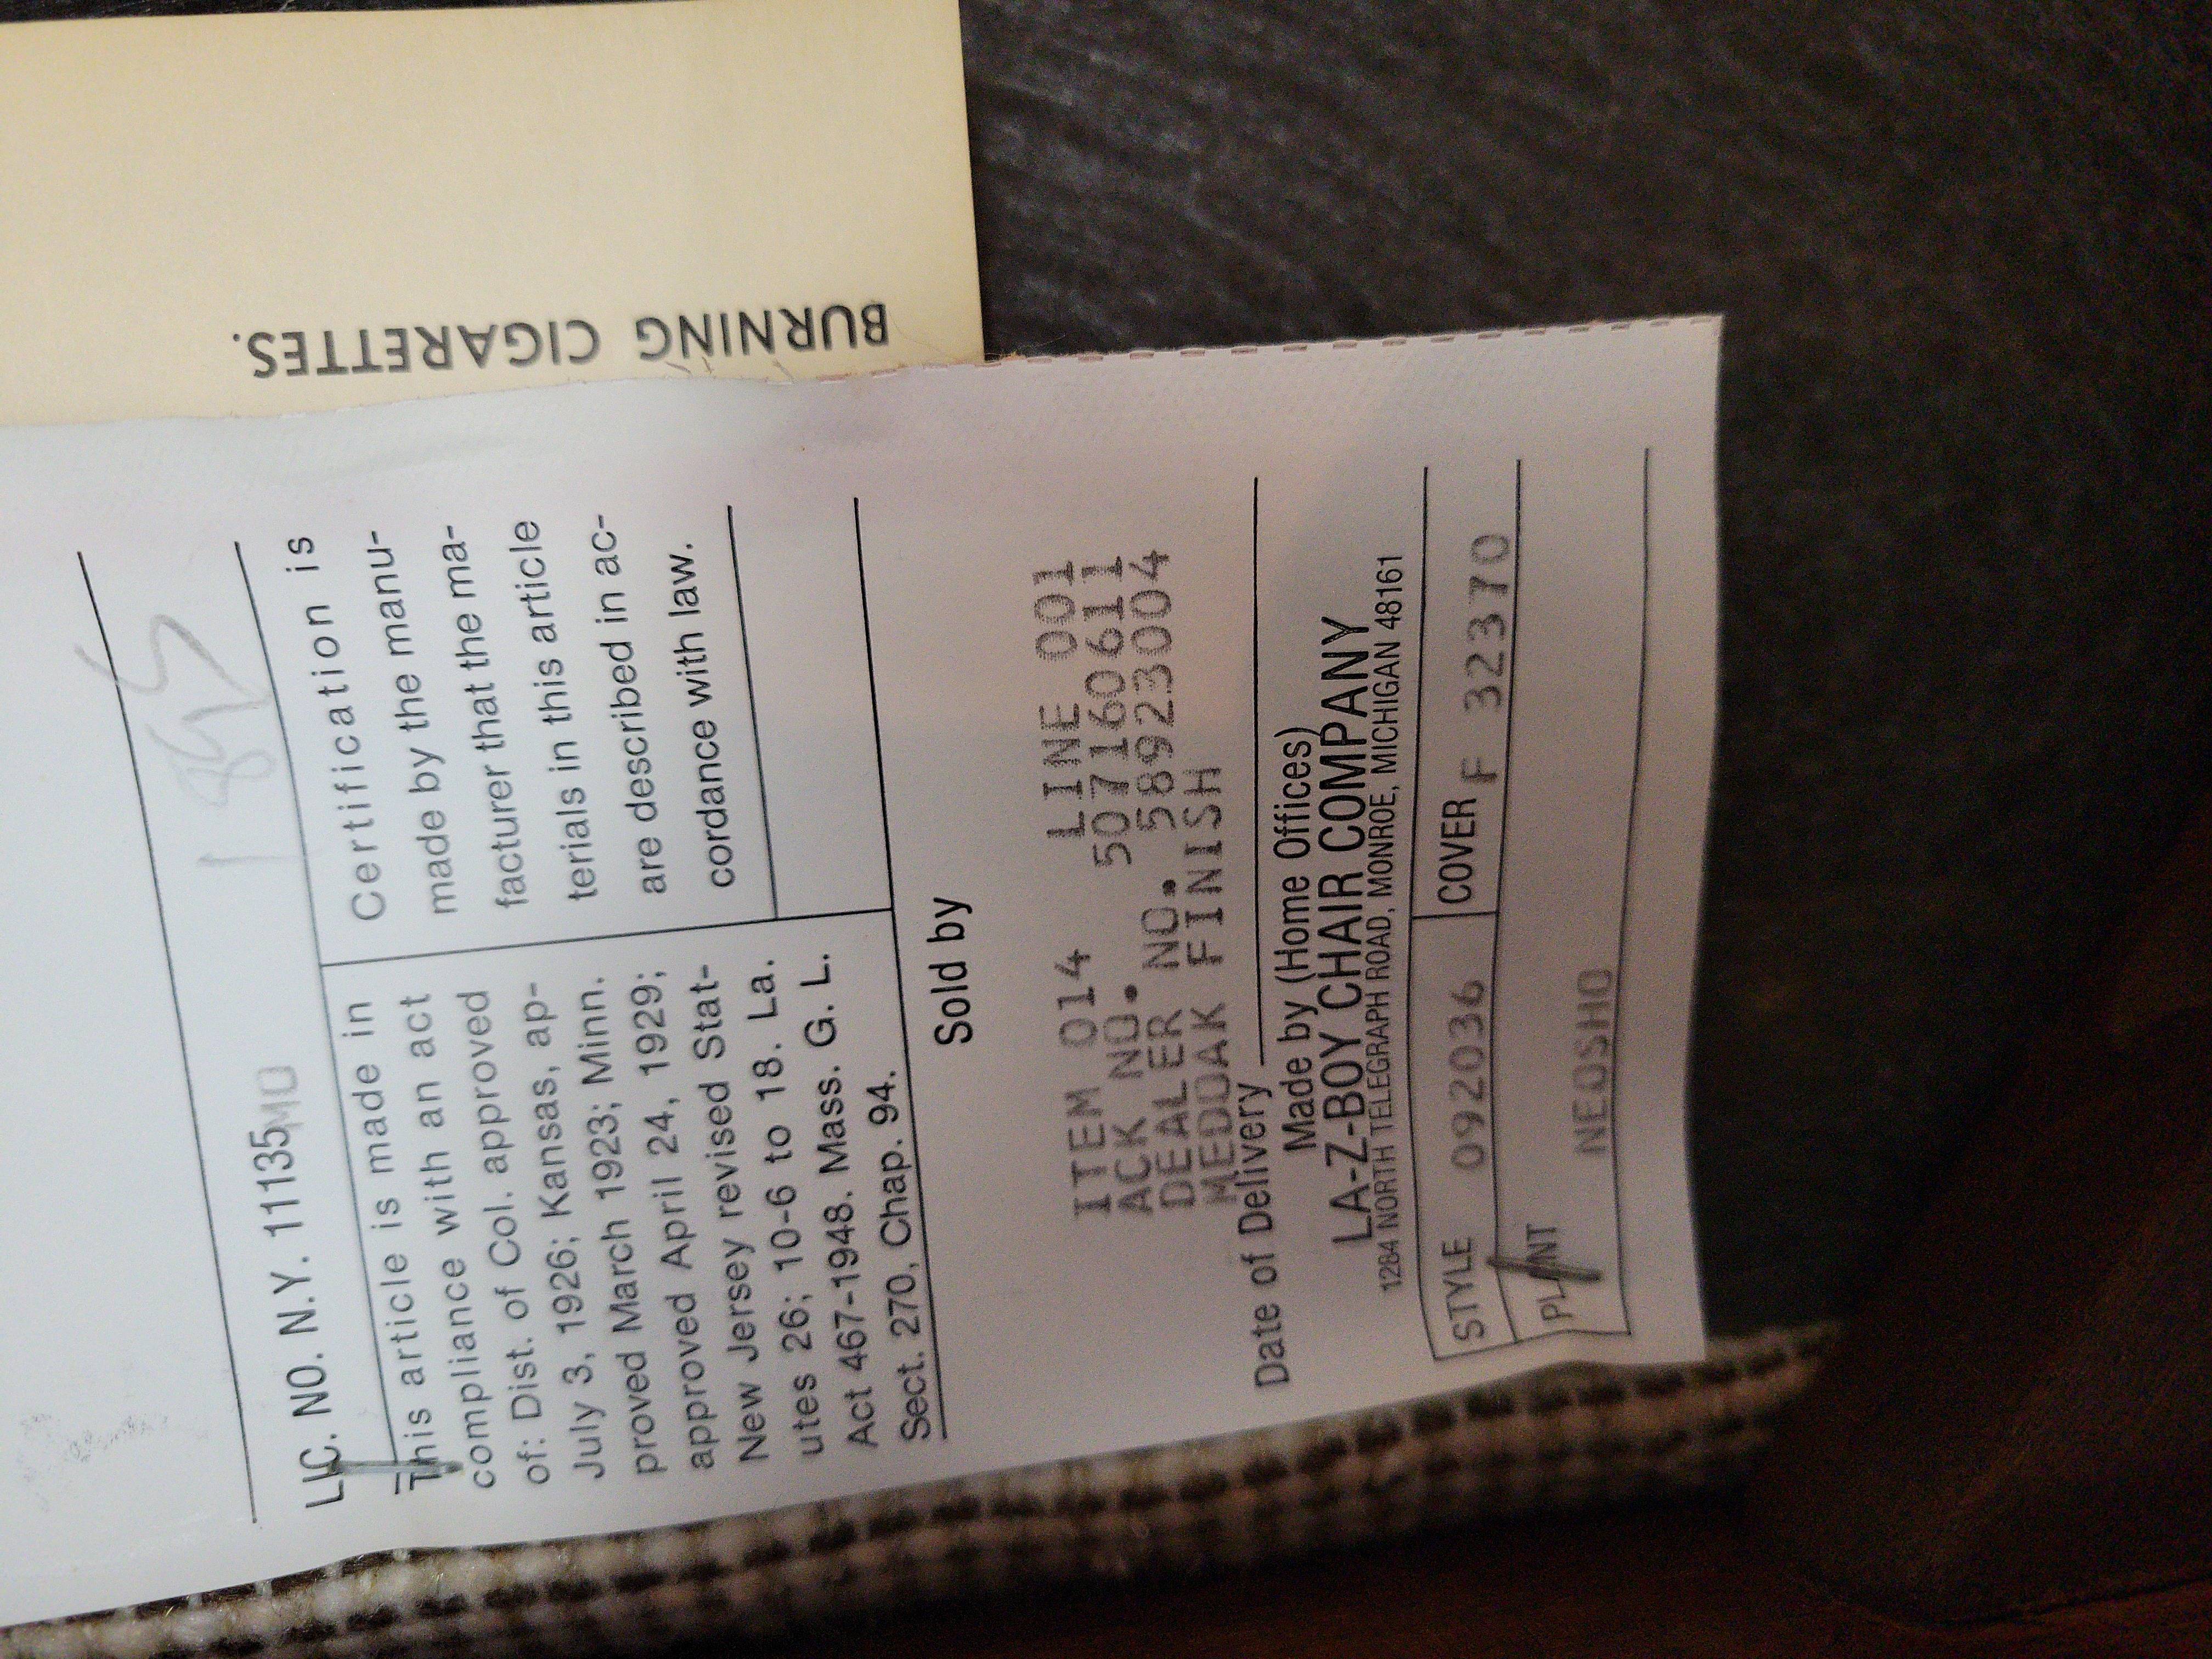 BURNING CIGARETTES.
LIC. NO. N.Y. 11135MO
This article is made in
compliance with an act
of: Dist. of Col. approved
July 3, 1926; Kansas, ap-
proved March 1923; Minn.
approved April 24, 1929;
New Jersey revised Stat-
utes 26; 10-6 to 18. La.
Act 467-1948. Mass. G. L.
Sect. 270, Chap. 94.
Certification is
made by the manu-
facturer that the ma-
terials in this article
are described in ac-
cordance with law.
Sold by
ITEM 014 LINE 001
ACK NO. 507160611
DEALER NO. 58923004
MEDOAK FINISH
Date of Delivery
Made by (Home Offices)
LA-Z-BOY CHAIR COMPANY
1284 NORTH TELEGRAPH ROAD, MONROE, MICHIGAN 48161
STYLE 092036 COVER F 32370
PLANT NEOSHO